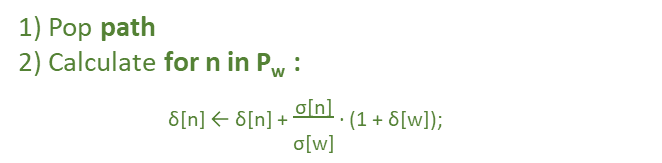 1) Pop path
2) Calculate for n in Pw :
δ[n] ← δ[n] + σ[n]/σ[w] · (1 + δ[w]);